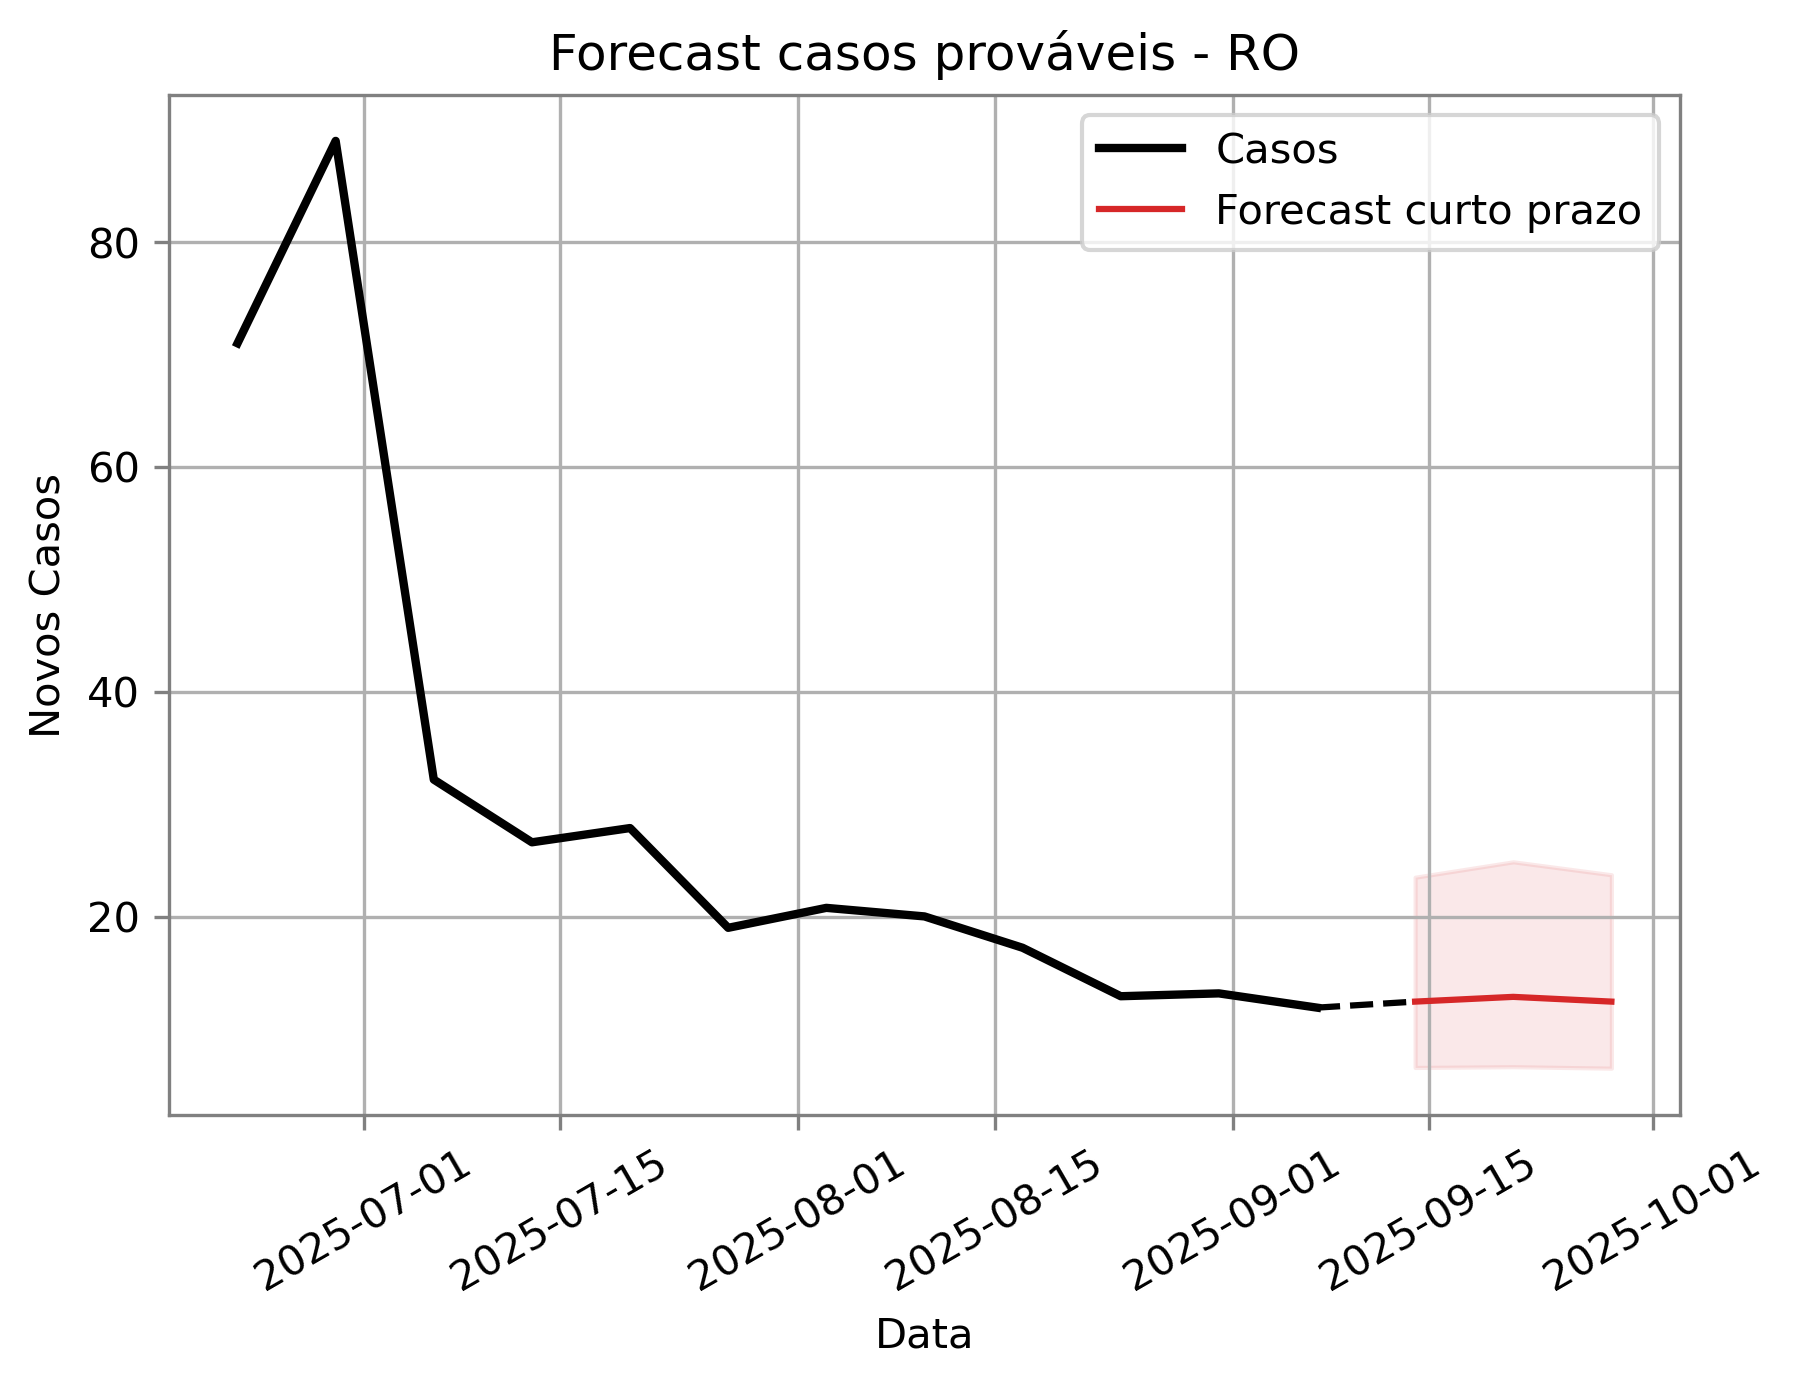 Forecast casos prováveis - RO
Casos
Forecast curto prazo
Novos Casos
80
60
40
20
2025-07-01
2025-07-15
2025-08-01
2025-08-15
2025-09-01
2025-09-15
2025-10-01
Data